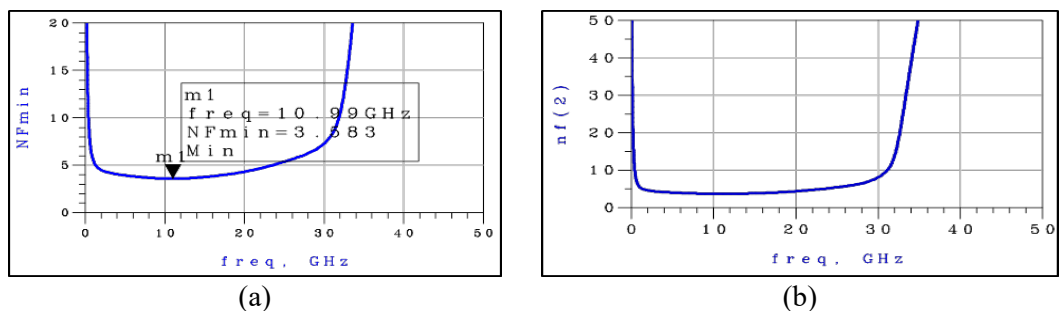 NFmin
20
15
10
5
0
m1
m1
freq=10.99GHz
NFmin=3.583
Min
0 10 20 30 40 50
freq, GHz
(a)
nf(2)
50
40
30
20
10
0
0 10 20 30 40 50
freq, GHz
(b)